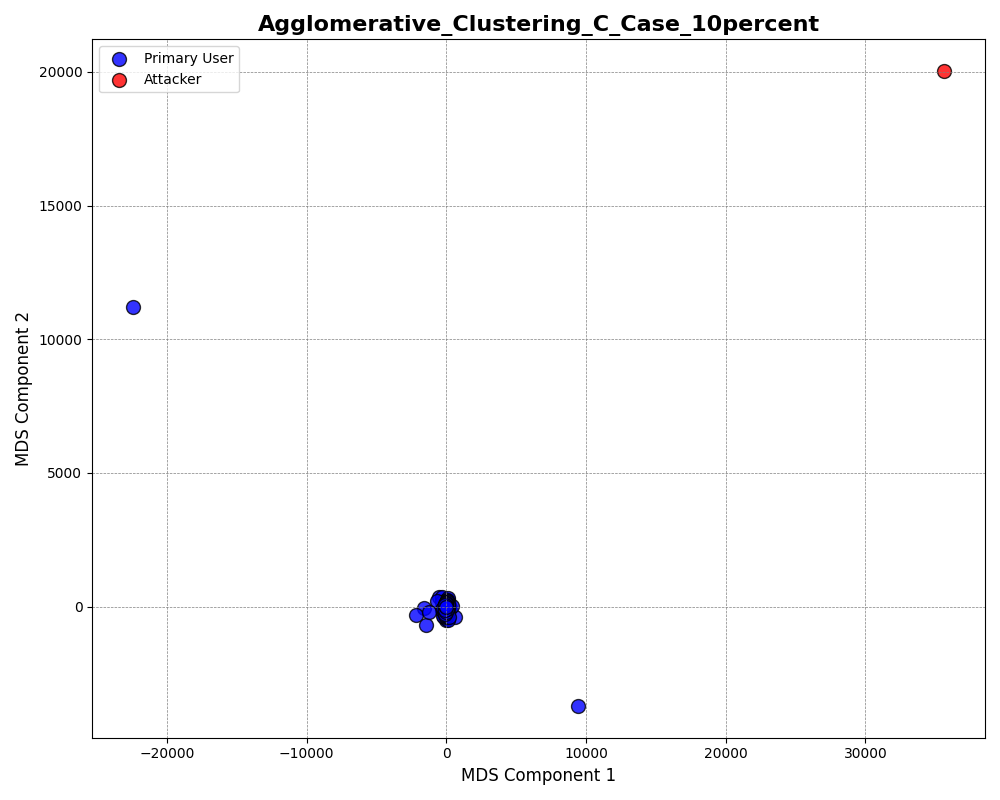 Agglomerative_Clustering_C_Case_10percent
Primary User
Attacker
20000
15000
10000
5000
0
MDS Component 2
−20000
−10000
0
10000
20000
30000
MDS Component 1